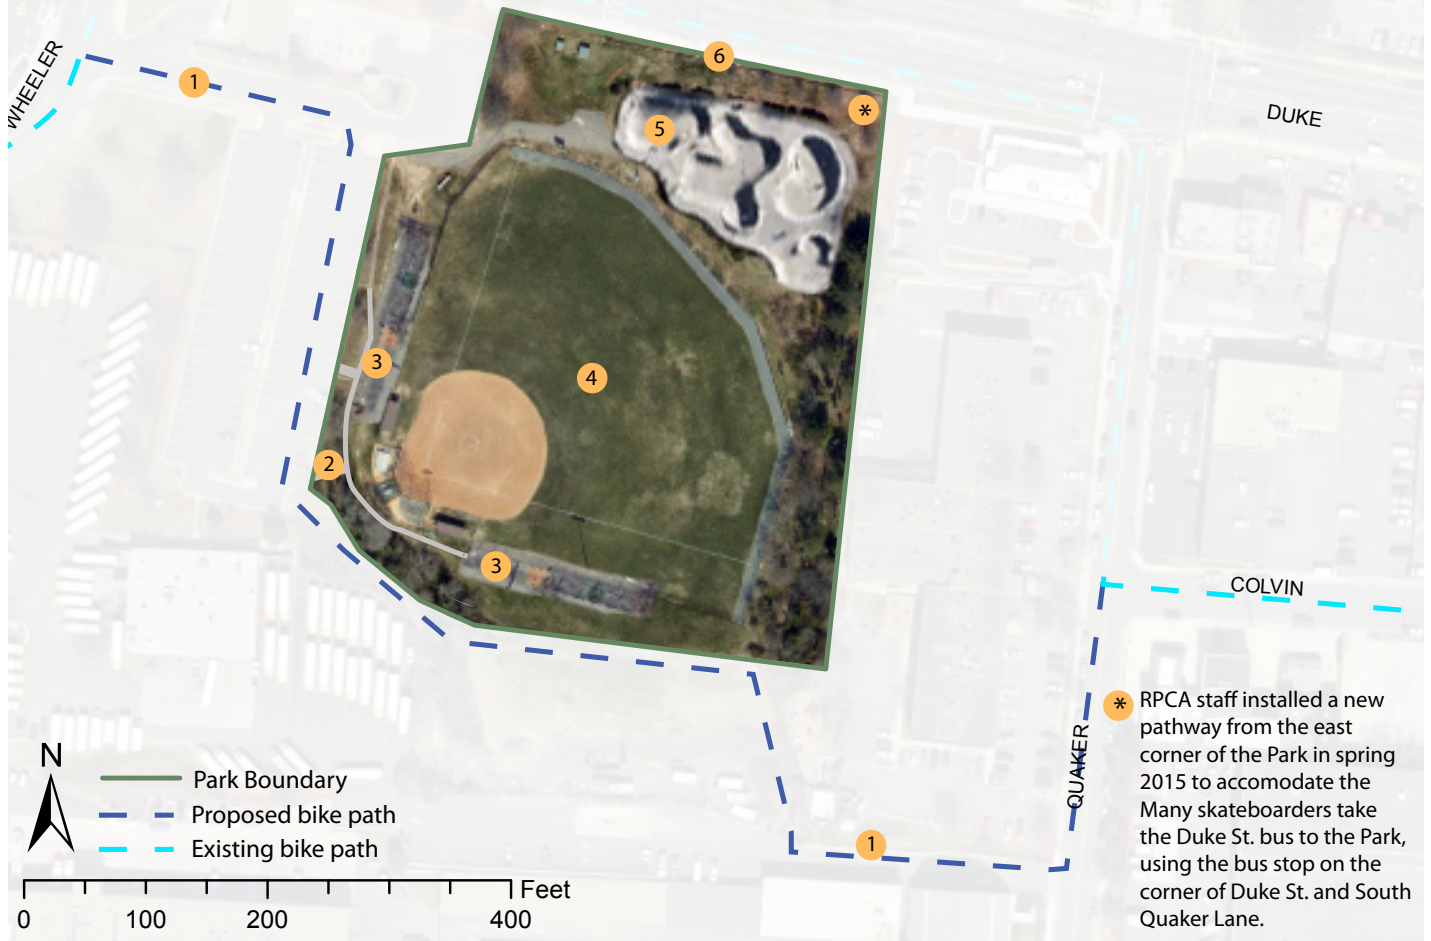 WHEELER
1
6
*
5
DUKE
3
4
2
3
COLVIN
QUAKER
1
N
Park Boundary
Proposed bike path
Existing bike path
Feet
0 100 200 400
* RPCA staff installed a new
pathway from the east
corner of the Park in spring
2015 to accomodate the
Many skateboarders take
the Duke St. bus to the Park,
using the bus stop on the
corner of Duke St. and South
Quaker Lane.